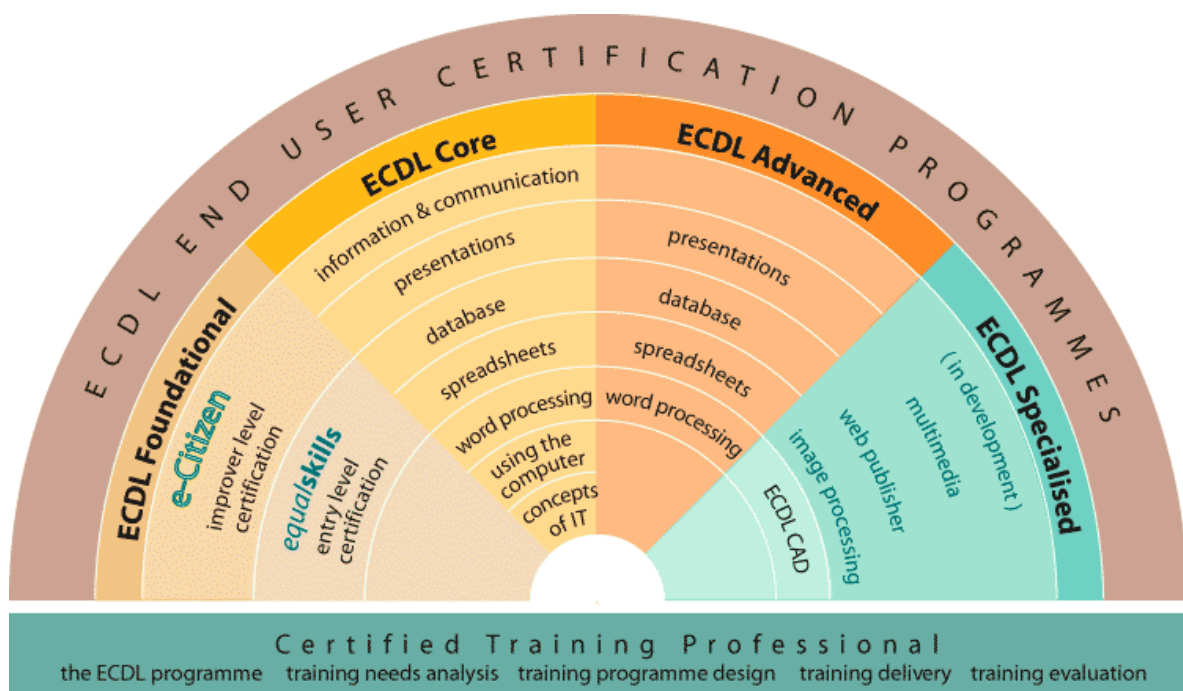 ECDL END USER CERTIFICATION PROGRAMMES
ECDL Foundational
e-Citizen
improver level
certification
equalskills
entry level
certification
ECDL Core
information & communication
presentations
database
spreadsheets
word processing
using the
computer
concepts
of IT
ECDL Advanced
presentations
database
spreadsheets
word processing
ECDL Specialised
(in development)
multimedia
web publisher
image processing
ECDL CAD
Certified Training Professional
the ECDL programme training needs analysis training programme design training delivery training evaluation